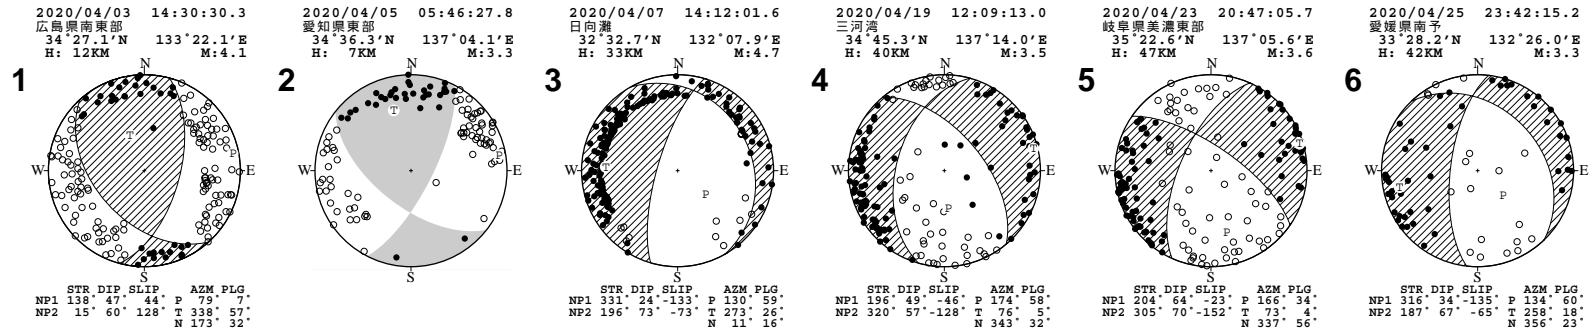 2020/04/03 14:30:30.3
広島県南東部
34°27.1'N 133°22.1'E
H: 12KM M:4.1
1
N
W
E
S
T
P
STR DIP SLIP AZM PLG
NP1 138° 47° 44° P 79° 7°
NP2 15° 60° 128° T 338° 57°
N 173° 32°
2020/04/05 05:46:27.8
愛知県東部
34°36.3'N 137°04.1'E
H: 7KM M:3.3
2
N
W
E
S
T
P
2020/04/07 14:12:01.6
日向灘
32°32.7'N 132°07.9'E
H: 33KM M:4.7
3
N
W
E
S
T
P
STR DIP SLIP AZM PLG
NP1 331° 24° -133° P 130° 59°
NP2 196° 73° -73° T 273° 26°
N 11° 16°
2020/04/19 12:09:13.0
三河湾
34°45.3'N 137°14.0'E
H: 40KM M:3.5
4
N
W
E
S
T
P
STR DIP SLIP AZM PLG
NP1 196° 49° -46° P 174° 58°
NP2 320° 57° -128° T 76° 5°
N 343° 32°
2020/04/23 20:47:05.7
岐阜県美濃東部
35°22.6'N 137°05.6'E
H: 47KM M:3.6
5
N
W
E
S
T
P
STR DIP SLIP AZM PLG
NP1 204° 64° -23° P 166° 34°
NP2 305° 70° -152° T 73° 4°
N 337° 56°
2020/04/25 23:42:15.2
愛媛県南予
33°28.2'N 132°26.0'E
H: 42KM M:3.3
6
N
W
E
S
T
P
STR DIP SLIP AZM PLG
NP1 316° 34° -135° P 134° 60°
NP2 187° 67° -65° T 258° 18°
N 356° 23°